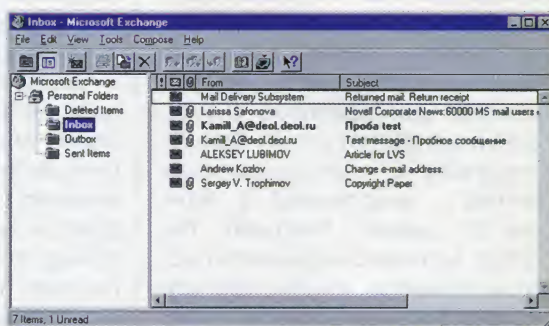 Inbox - Microsoft Exchange
File Edit View Tools Compose Help
Microsoft Exchange
Personal Folders
Deleted Items
Inbox
Outbox
Sent Items
! From Subject
Mail Delivery Subsystem Returned mail: Return receipt
Larissa Safonova Novell Corporate News:60000 MS mail users
Kamill_A@deol.deol.ru Проба test
Kamill_A@deol.deol.ru Test message - Пробное сообщение
ALEKSEY LUBIMOV Article for LVS
Andrew Kozlov Change e-mail address.
Sergey V. Trophimov Copyright Paper
7 Items, 1 Unread